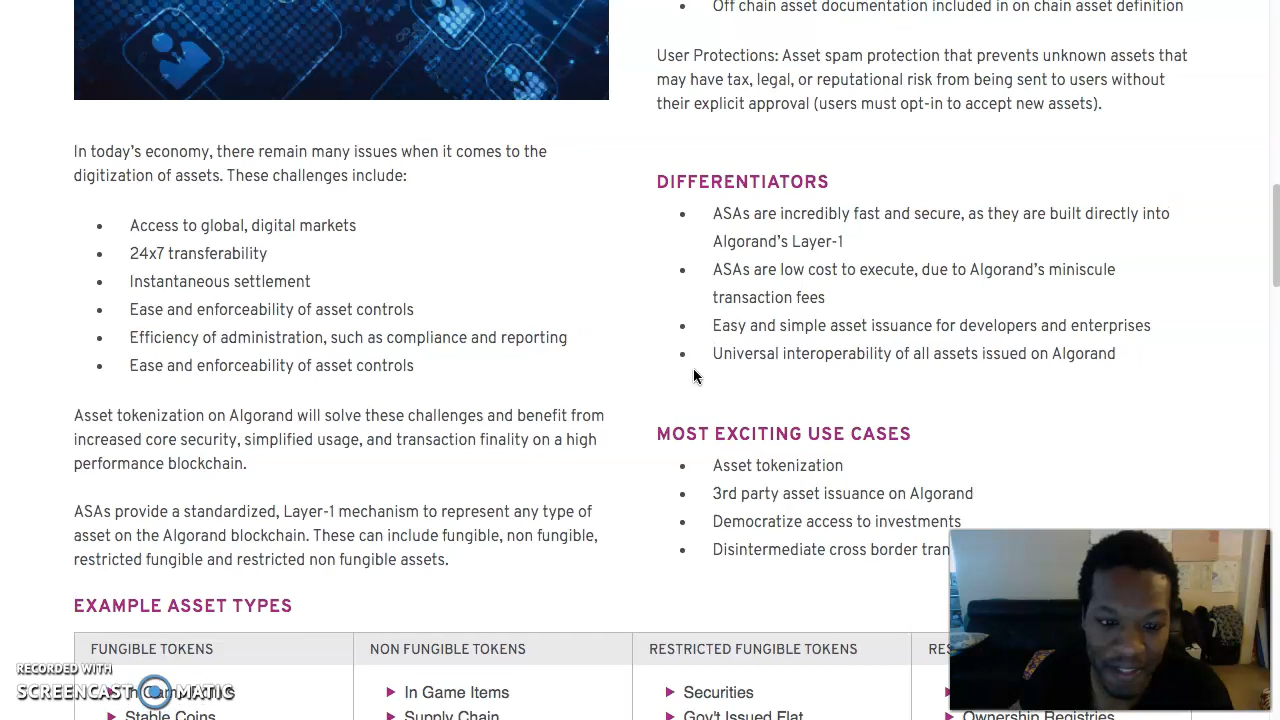 Off chain asset documentation included in on chain asset definition
User Protections: Asset spam protection that prevents unknown assets that
may have tax, legal, or reputational risk from being sent to users without
their explicit approval (users must opt-in to accept new assets).
In today's economy, there remain many issues when it comes to the
digitization of assets. These challenges include:
Access to global, digital markets
24x7 transferability
Instantaneous settlement
Ease and enforceability of asset controls
Efficiency of administration, such as compliance and reporting
Ease and enforceability of asset controls
Asset tokenization on Algorand will solve these challenges and benefit from
increased core security, simplified usage, and transaction finality on a high
performance blockchain.
ASAs provide a standardized, Layer-1 mechanism to represent any type of
asset on the Algorand blockchain. These can include fungible, non fungible,
restricted fungible and restricted non fungible assets.
DIFFERENTIATORS
ASAs are incredibly fast and secure, as they are built directly into
Algorand's Layer-1
ASAs are low cost to execute, due to Algorand's miniscule
transaction fees
Easy and simple asset issuance for developers and enterprises
Universal interoperability of all assets issued on Algorand
MOST EXCITING USE CASES
Asset tokenization
3rd party asset issuance on Algorand
Democratize access to investments
Disintermediate cross border
EXAMPLE ASSET TYPES
FUNGIBLE TOKENS NON FUNGIBLE TOKENS RESTRICTED FUNGIBLE TOKENS
In Game Items Securities
Stable Coins Supply Chain Gov't Issued Fiat Ownership Registries
RECORDED WITH
SCREENCAST MATIC